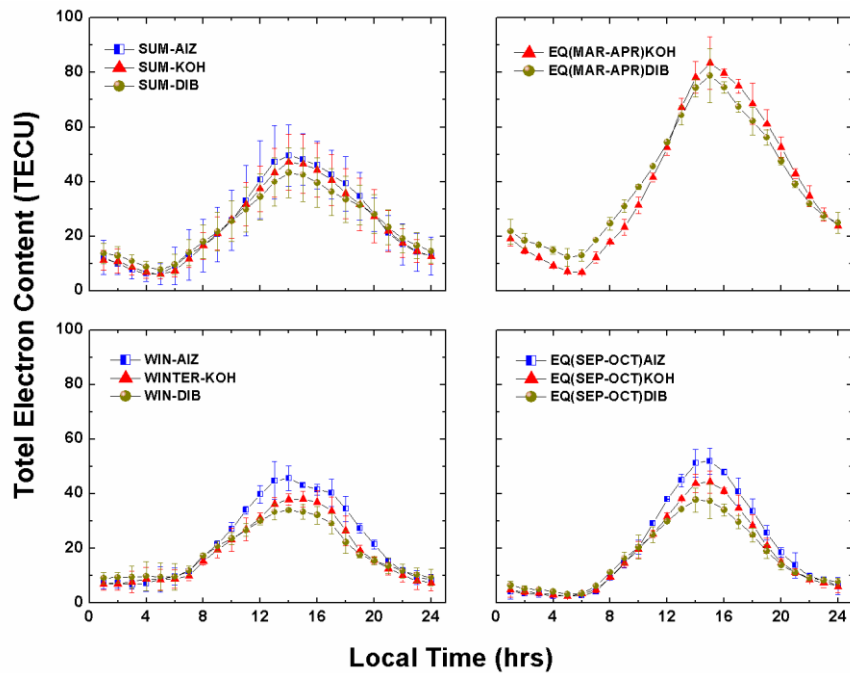 100
80
60
40
20
0
SUM-AIZ
SUM-KOH
SUM-DIB
EQ(MAR-APR)KOH
EQ(MAR-APR)DIB
100
80
60
40
20
0
WIN-AIZ
WINTER-KOH
WIN-DIB
EQ(SEP-OCT)AIZ
EQ(SEP-OCT)KOH
EQ(SEP-OCT)DIB
0 4 8 12 16 20 24
0 4 8 12 16 20 24
Totel Electron Content (TECU)
Local Time (hrs)